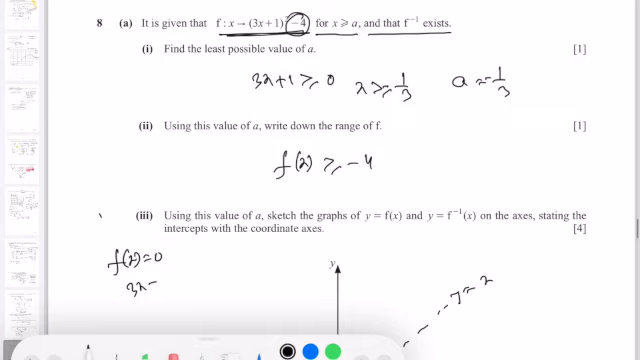 8 (a) It is given that f : x → (3x + 1)² − 4 for x ⩾ a, and that f⁻¹ exists.
(i) Find the least possible value of a. [1]
3x+1 ⩾ 0 x ⩾ -1/3 a = -1/3
(ii) Using this value of a, write down the range of f. [1]
f(x) ⩾ -4
(iii) Using this value of a, sketch the graphs of y = f(x) and y = f⁻¹(x) on the axes, stating the
intercepts with the coordinate axes. [4]
f(x)=0
3x -
y
y = x